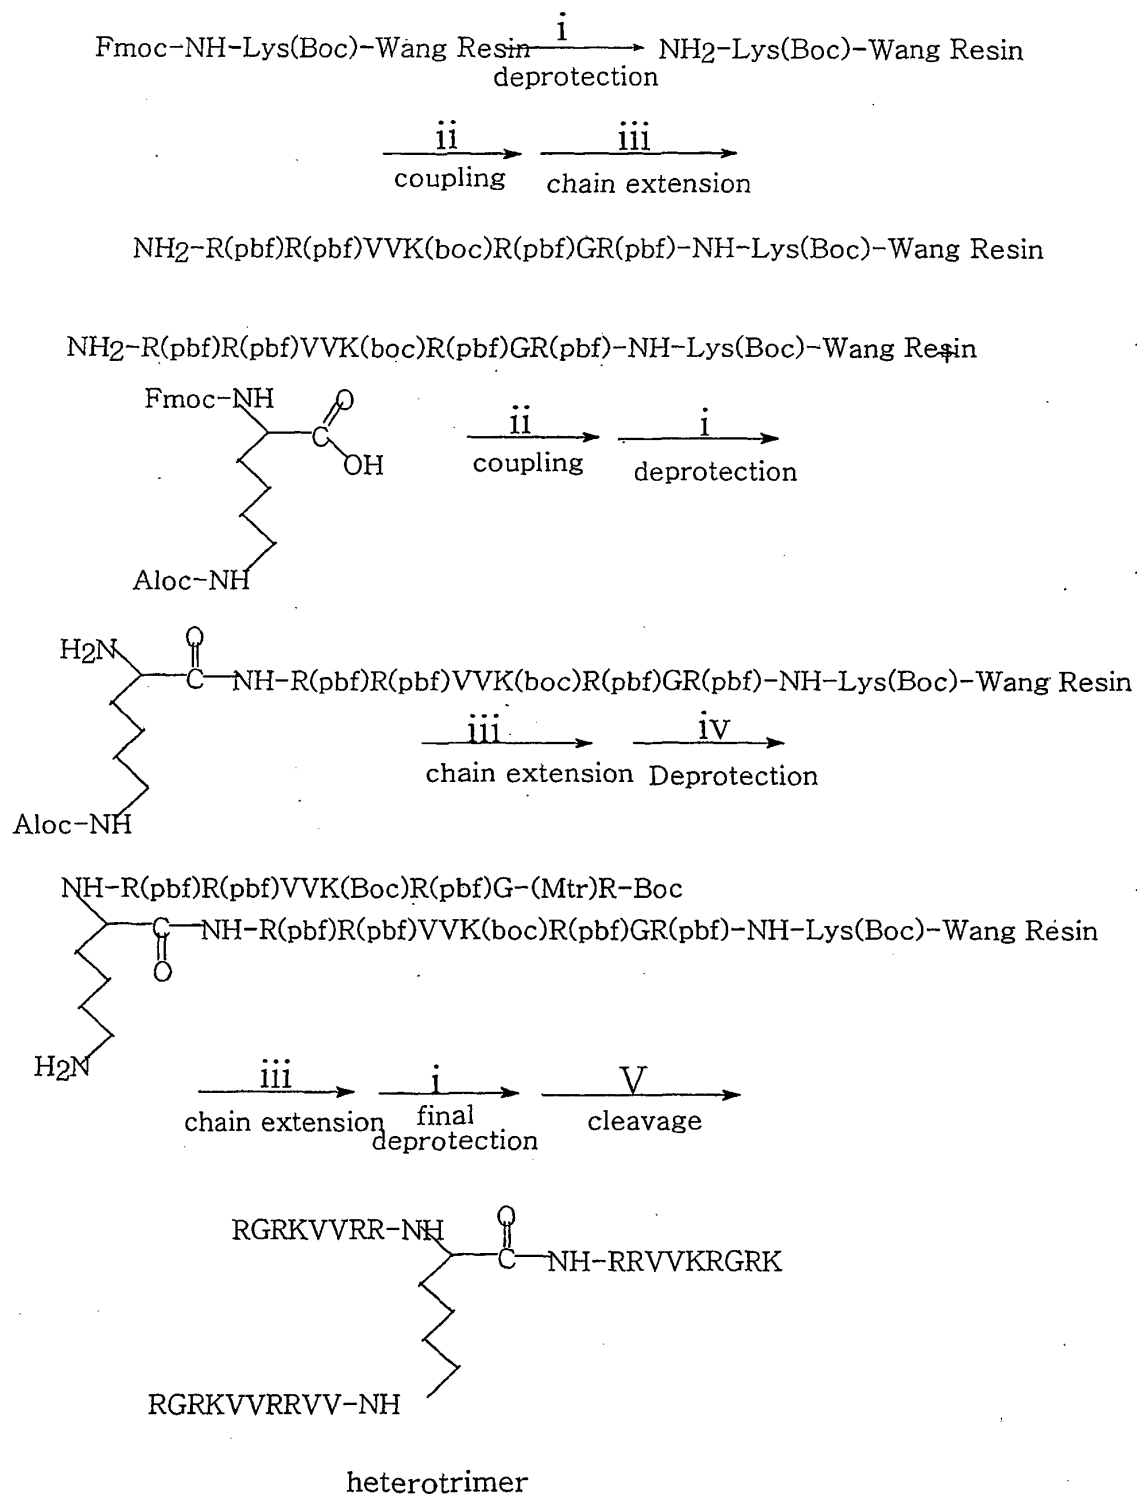 i
Fmoc-NH-Lys(Boc)-Wang Resin NH2-Lys(Boc)-Wang Resin
deprotection
ii iii
coupling chain extension
NH2-R(pbf)R(pbf)VVK(boc)R(pbf)GR(pbf)-NH-Lys(Boc)-Wang Resin
NH2-R(pbf)R(pbf)VVK(boc)R(pbf)GR(pbf)-NH-Lys(Boc)-Wang Resin
Fmoc-NH O
C ii i
OH coupling deprotection
Aloc-NH
O
H2N
C NH-R(pbf)R(pbf)VVK(boc)R(pbf)GR(pbf)-NH-Lys(Boc)-Wang Resin
iii iv
chain extension Deprotection
Aloc-NH
NH-R(pbf)R(pbf)VVK(Boc)R(pbf)G-(Mtr)R-Boc
C NH-R(pbf)R(pbf)VVK(boc)R(pbf)GR(pbf)-NH-Lys(Boc)-Wang Resin
O
H2N
iii i V
chain extension final cleavage
deprotection
O
RGRKVVRR-NH
C NH-RRVVKRGRK
RGRKVVRRVV-NH
heterotrimer